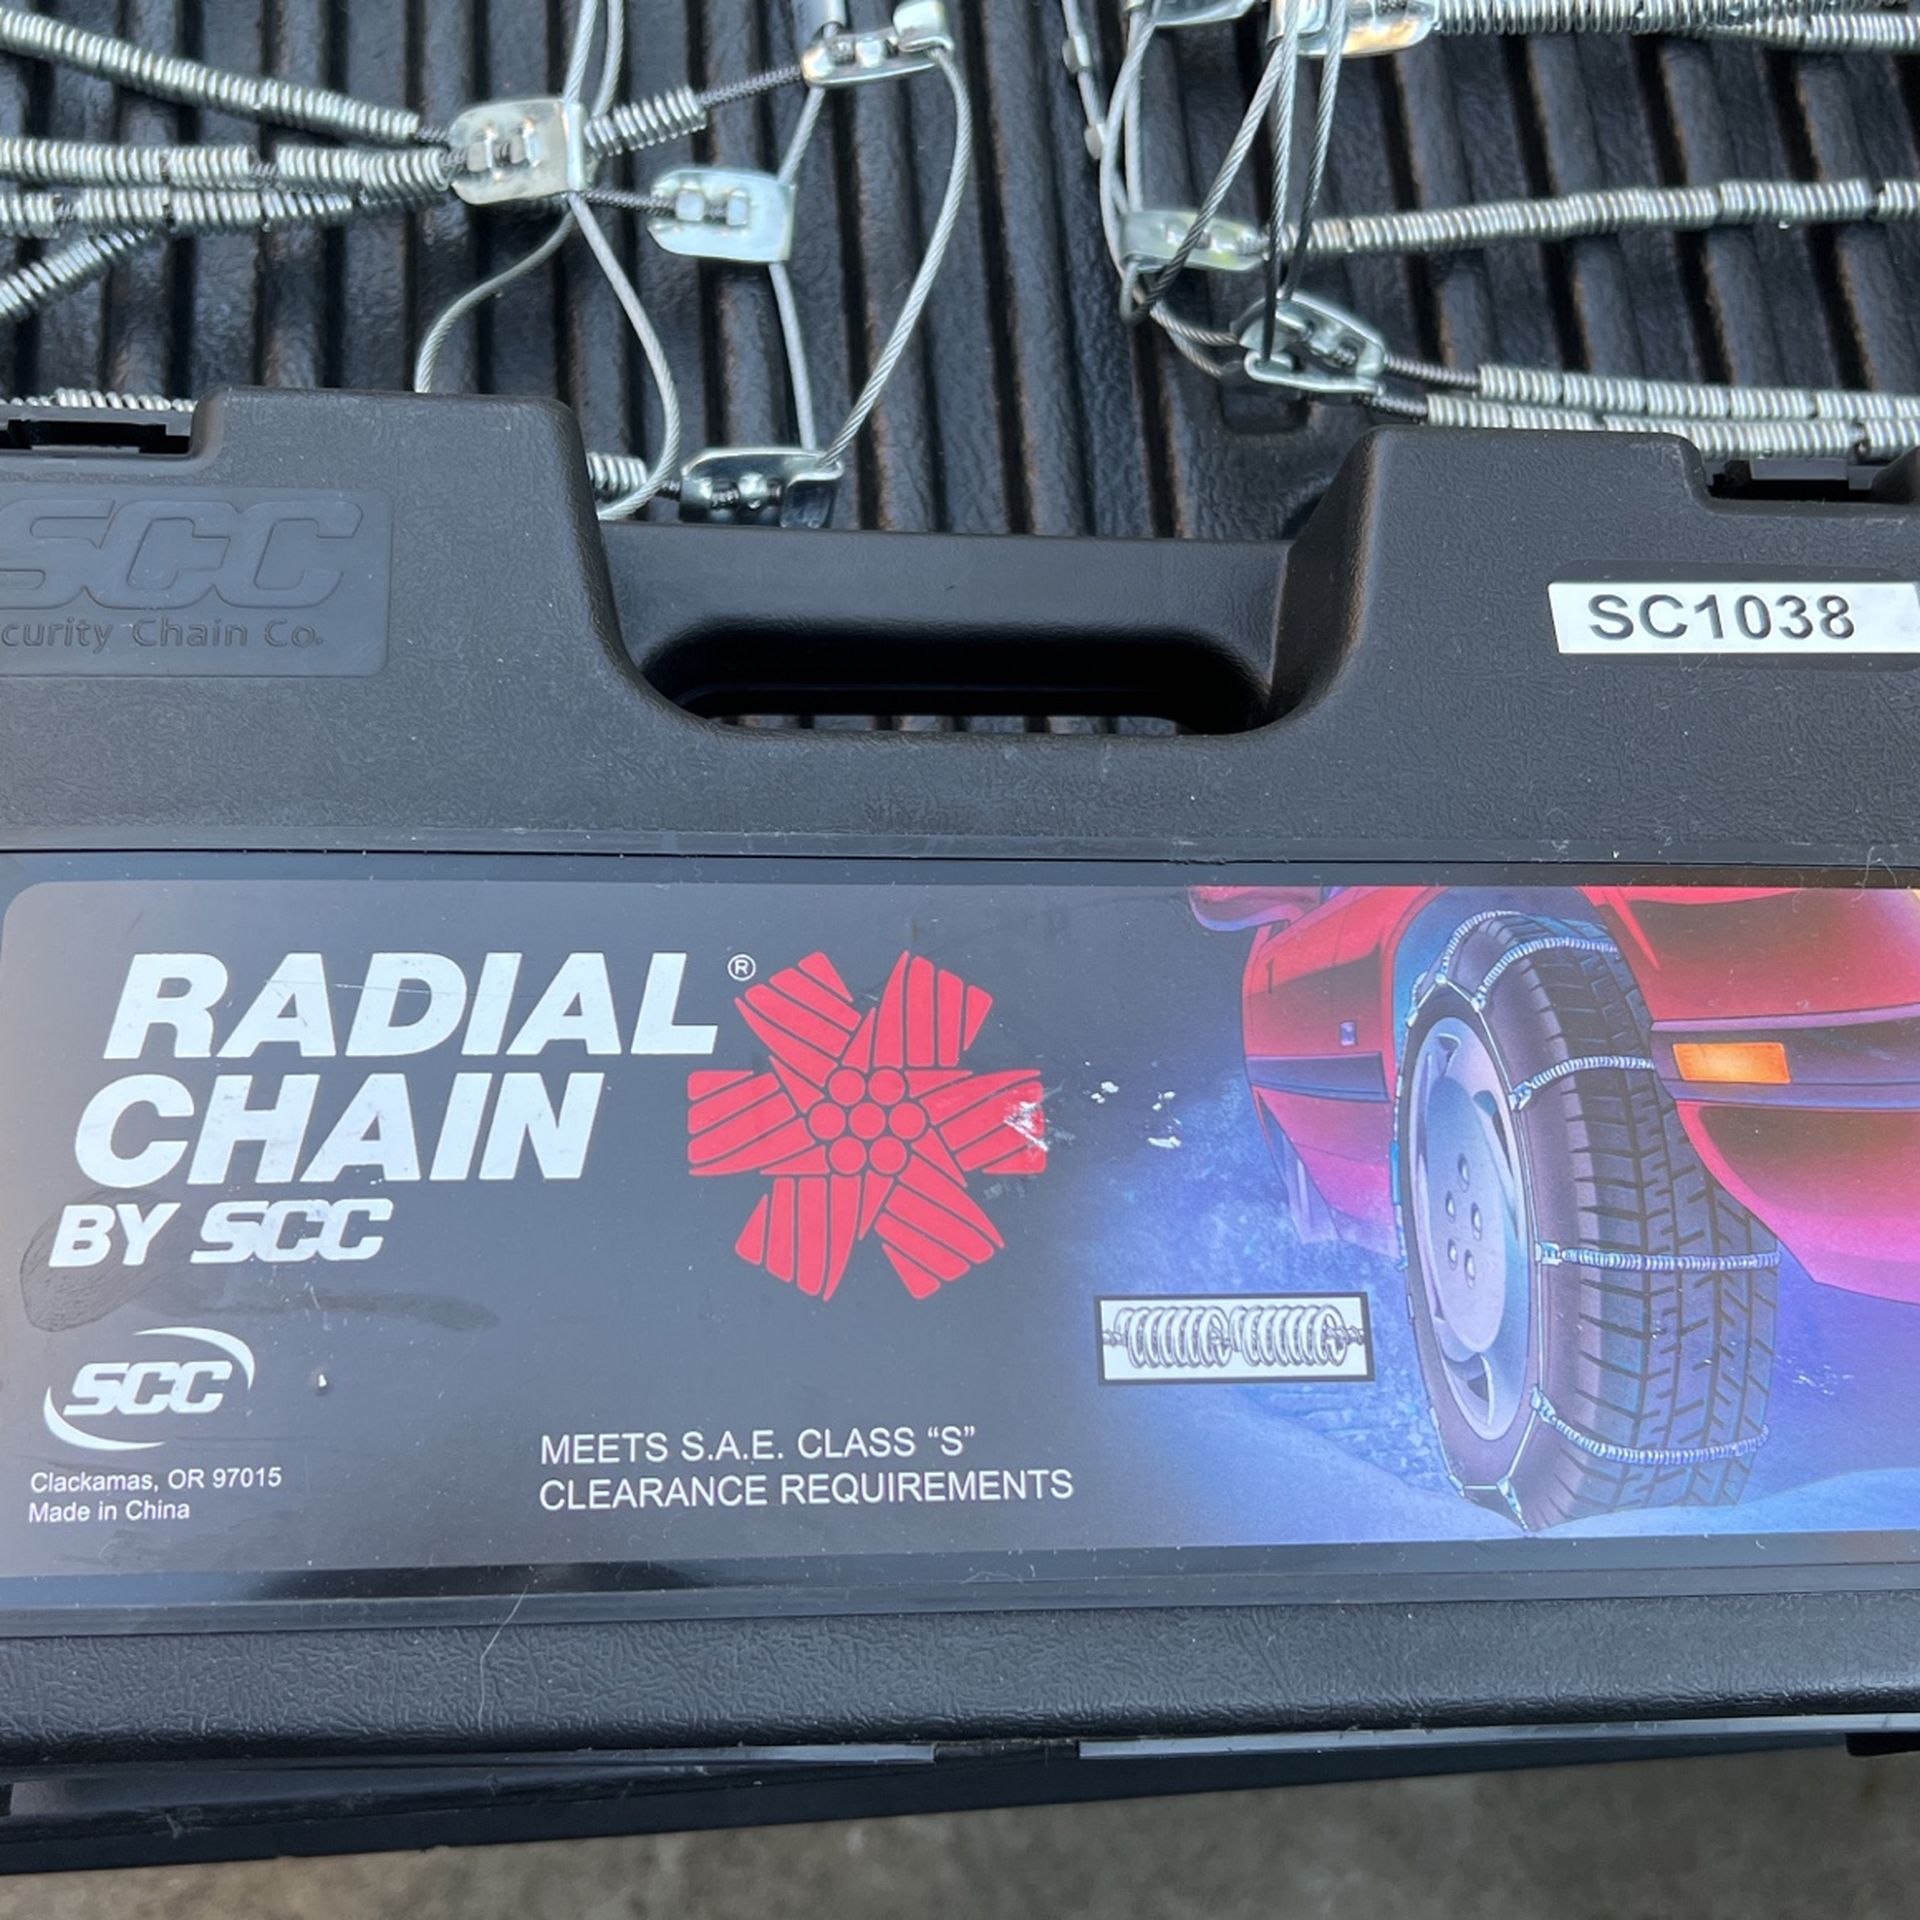 SCC
curity Chain Co.
SC1038
RADIAL®
CHAIN
BY SCC
SCC
Clackamas, OR 97015
Made in China
MEETS S.A.E. CLASS “S”
CLEARANCE REQUIREMENTS